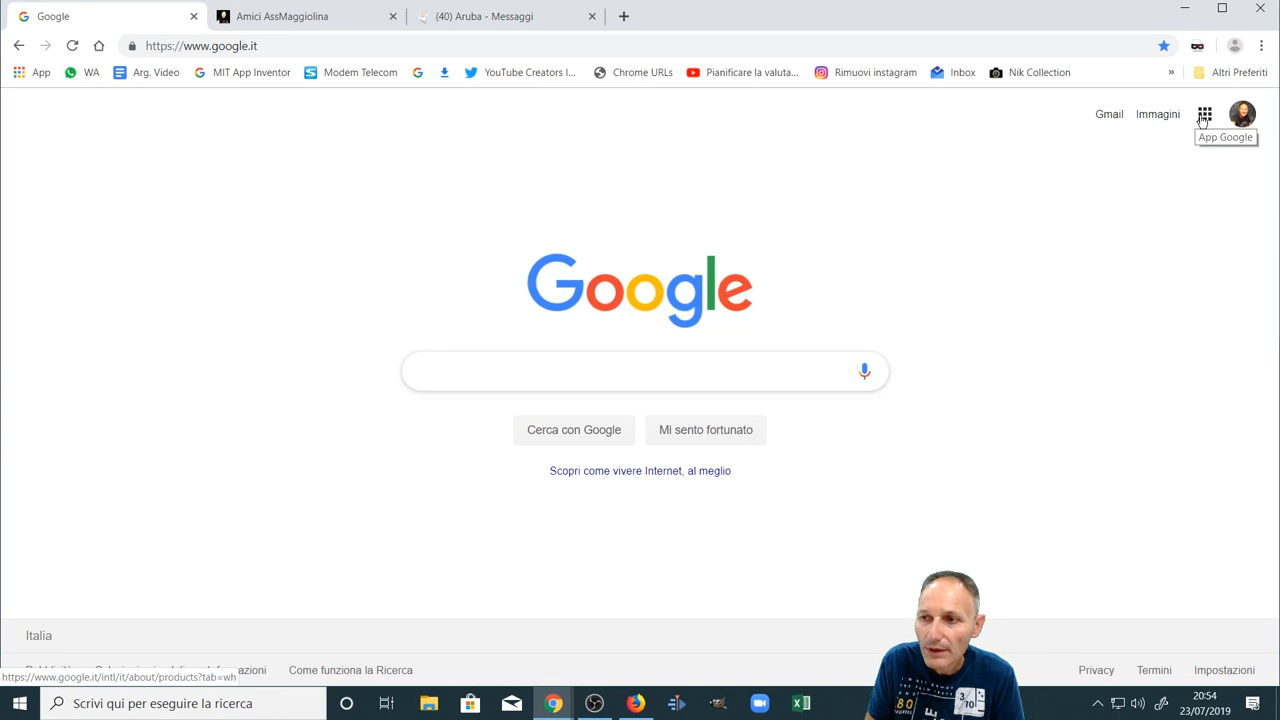 Google
Amici AssMaggiolina
(40) Aruba - Messaggi
https://www.google.it
App
WA
Arg. Video
MIT App Inventor
Modem Telecom
YouTube Creators I...
Chrome URLs
Pianificare la valuta...
Rimuovi instagram
Inbox
Nik Collection
»
Altri Preferiti
Gmail
Immagini
App Google
Google
Cerca con Google
Mi sento fortunato
Scopri come vivere Internet, al meglio
Italia
Come funziona la Ricerca
Privacy
Termini
Impostazioni
https://www.google.it/intl/it/about/products?tab=wh
Scrivi qui per eseguire la ricerca
20:54
23/07/2019
80
3/10